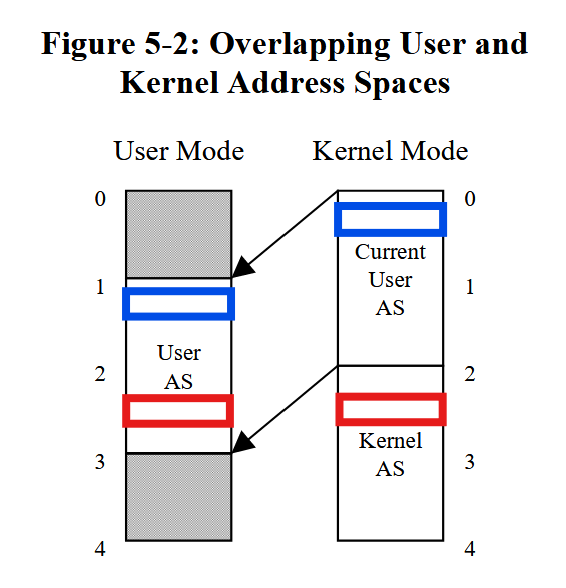 Figure 5-2: Overlapping User and
Kernel Address Spaces
User Mode
Kernel Mode
0
1
2
3
4
User
AS
Current
User
AS
Kernel
AS
0
1
2
3
4